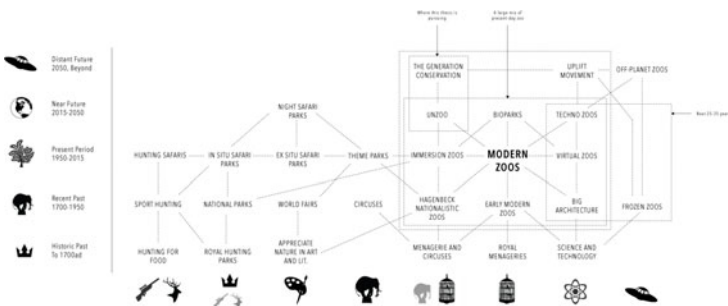 Where this thesis is
pursuing
A large mix of
present day zoo
Distant Future
2050, Beyond
THE GENERATION
CONSERVATION
UPLIFT
MOVEMENT
OFF-PLANET ZOOS
Near Future
2015-2050
NIGHT SAFARI
PARKS
UNZOO
BIOPARKS
TECHNO ZOOS
Present Period
1950-2015
HUNTING SAFARIS
IN SITU SAFARI
PARKS
EX SITU SAFARI
PARKS
THEME PARKS
IMMERSION ZOOS
MODERN
ZOOS
VIRTUAL ZOOS
Recent Past
1700-1950
SPORT HUNTING
NATIONAL PARKS
WORLD FAIRS
CIRCUSES
HAGENBECK
NATIONALISTIC
ZOOS
EARLY MODERN
ZOOS
BIG
ARCHITECTURE
FROZEN ZOOS
Historic Past
To 1700ad
HUNTING FOR
FOOD
ROYAL HUNTING
PARKS
APPRECIATE
NATURE IN ART
AND LIT.
MENAGERIE AND
CIRCUSES
ROYAL
MENAGERIES
SCIENCE AND
TECHNOLOGY